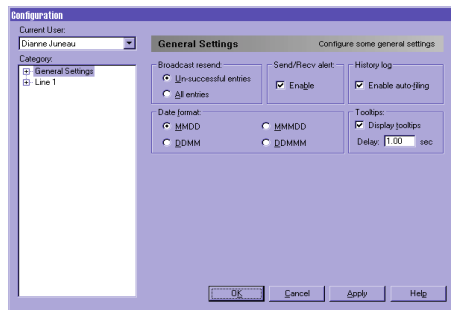 Configuration
Current User:
Dianne Juneau
Category:
General Settings
Line 1
General Settings
Configure some general settings
Broadcast resend:
Un-successful entries
All entries
Send/Recv alert:
Enable
History log
Enable auto-filing
Date format:
MMDD
MMMDD
DDMM
DDMMM
Tooltips:
Display tooltips
Delay: 1.00 sec
OK
Cancel
Apply
Help